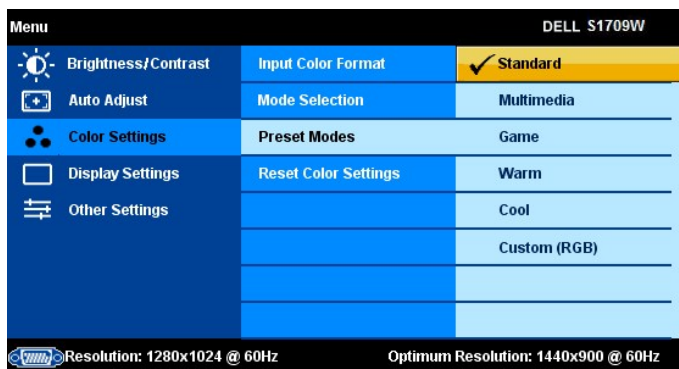 Menu DELL S1709W
Brightness/Contrast Input Color Format Standard
Auto Adjust Mode Selection Multimedia
Color Settings Preset Modes Game
Display Settings Reset Color Settings Warm
Other Settings Cool
Custom (RGB)
Resolution: 1280x1024 @ 60Hz Optimum Resolution: 1440x900 @ 60Hz